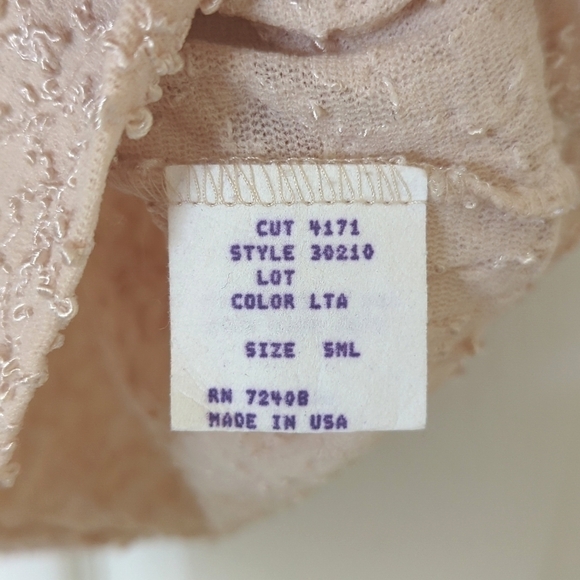 CUT 4171
STYLE 30210
LOT
COLOR LTA
SIZE SML
RN 72408
MADE IN USA